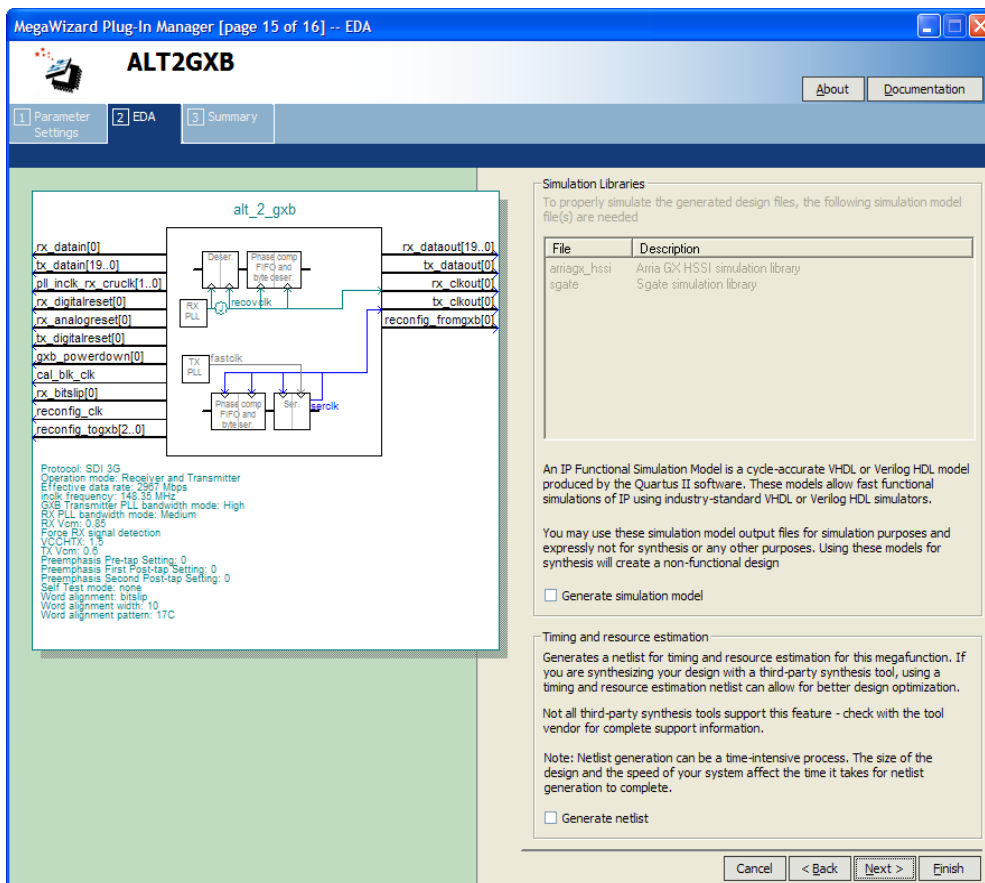 MegaWizard Plug-In Manager [page 15 of 16] -- EDA
ALT2GXB
About
Documentation
1 Parameter Settings
2 EDA
3 Summary
alt_2_gxb
rx_datain[0]
tx_datain[19..0]
pll_inclk_rx_cruclk[1..0]
rx_digitalreset[0]
rx_analogreset[0]
tx_digitalreset[0]
gxb_powerdown[0]
cal_blk_clk
rx_bitslip[0]
reconfig_clk
reconfig_togxb[2..0]
Deser.
Phase comp
FIFO and
byte deser.
RX
PLL
recovclk
TX
PLL
fastclk
Phase comp
FIFO and
byte ser.
Ser.
serclk
rx_dataout[19..0]
tx_dataout[0]
rx_clkout[0]
tx_clkout[0]
reconfig_fromgxb[0]
Protocol: SDI 3G
Operation mode: Receiver and Transmitter
Effective data rate: 2967 Mbps
inclk frequency: 148.35 MHz
GXB Transmitter PLL bandwidth mode: High
RX PLL bandwidth mode: Medium
RX Vcm: 0.85
Force RX signal detection
VCCHTX: 1.5
TX Vcm: 0.6
Preemphasis Pre-tap Setting: 0
Preemphasis First Post-tap Setting: 0
Preemphasis Second Post-tap Setting: 0
Self Test mode: none
Word alignment: bitslip
Word alignment width: 10
Word alignment pattern: 17C
Simulation Libraries
To properly simulate the generated design files, the following simulation model
file(s) are needed
File Description
arriagx_hssi Arria GX HSSI simulation library
sgate Sgate simulation library
An IP Functional Simulation Model is a cycle-accurate VHDL or Verilog HDL model
produced by the Quartus II software. These models allow fast functional
simulations of IP using industry-standard VHDL or Verilog HDL simulators.
You may use these simulation model output files for simulation purposes and
expressly not for synthesis or any other purposes. Using these models for
synthesis will create a non-functional design
Generate simulation model
Timing and resource estimation
Generates a netlist for timing and resource estimation for this megafunction. If
you are synthesizing your design with a third-party synthesis tool, using a
timing and resource estimation netlist can allow for better design optimization.
Not all third-party synthesis tools support this feature - check with the tool
vendor for complete support information.
Note: Netlist generation can be a time-intensive process. The size of the
design and the speed of your system affect the time it takes for netlist
generation to complete.
Generate netlist
Cancel
< Back
Next >
Finish